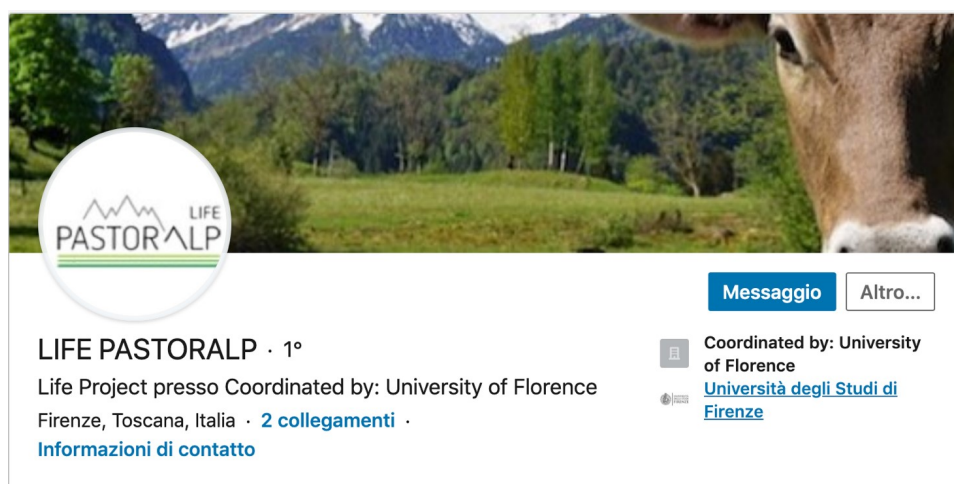 LIFE
PASTORALP
Messaggio
Altro...
LIFE PASTORALP · 1°
Life Project presso Coordinated by: University of Florence
Firenze, Toscana, Italia · 2 collegamenti ·
Informazioni di contatto
Coordinated by: University
of Florence
Università degli Studi di
Firenze